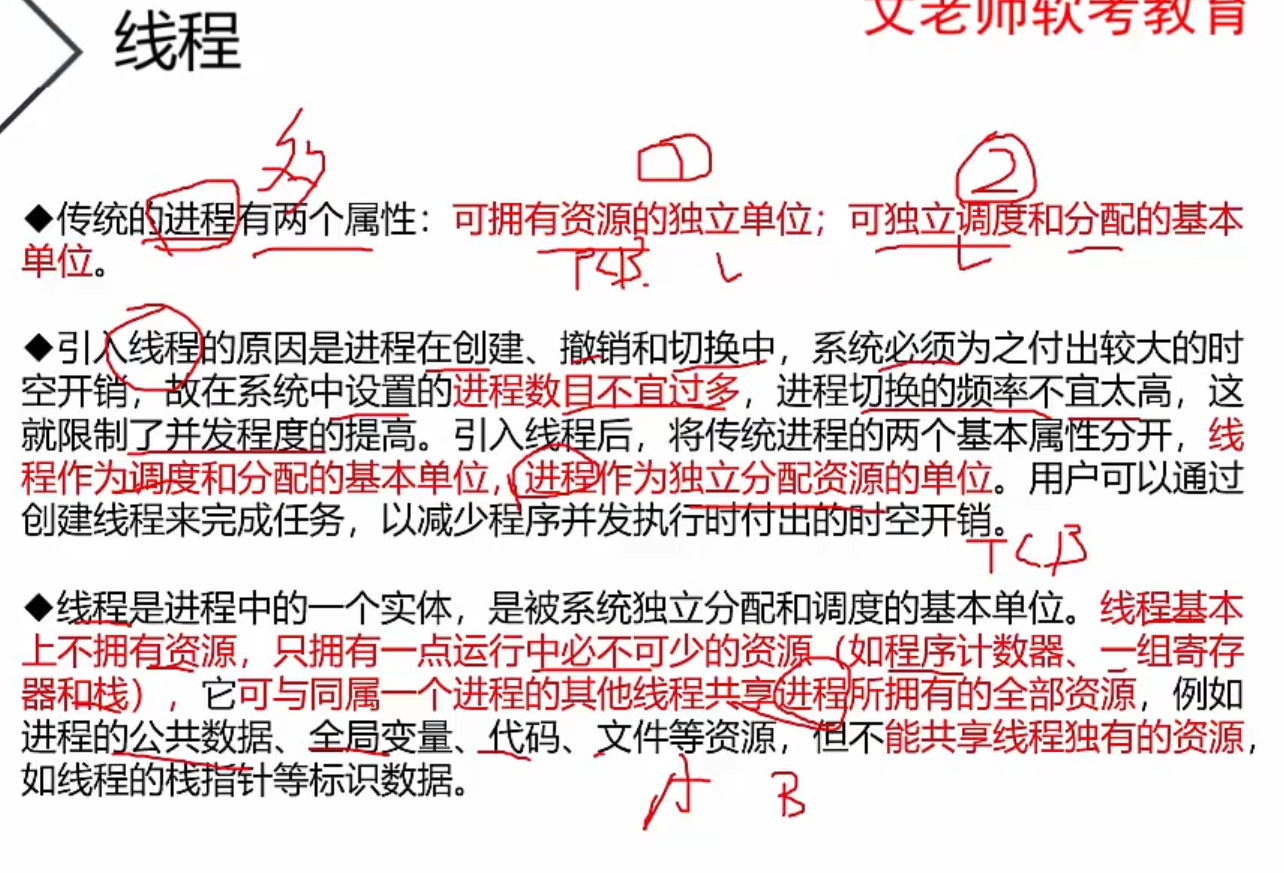 线程
文老师软考教育
多
1
2
◆传统的进程有两个属性：可拥有资源的独立单位；可独立调度和分配的基本
单位。
PCB.
◆引入线程的原因是进程在创建、撤销和切换中，系统必须为之付出较大的时
空开销，故在系统中设置的进程数目不宜过多，进程切换的频率不宜太高，这
就限制了并发程度的提高。引入线程后，将传统进程的两个基本属性分开，线
程作为调度和分配的基本单位，进程作为独立分配资源的单位。用户可以通过
创建线程来完成任务，以减少程序并发执行时付出的时空开销。
TCB
◆线程是进程中的一个实体，是被系统独立分配和调度的基本单位。线程基本
上不拥有资源，只拥有一点运行中必不可少的资源（如程序计数器、一组寄存
器和栈），它可与同属一个进程的其他线程共享进程所拥有的全部资源，例如
进程的公共数据、全局变量、代码、文件等资源，但不能共享线程独有的资源，
如线程的栈指针等标识数据。
A B